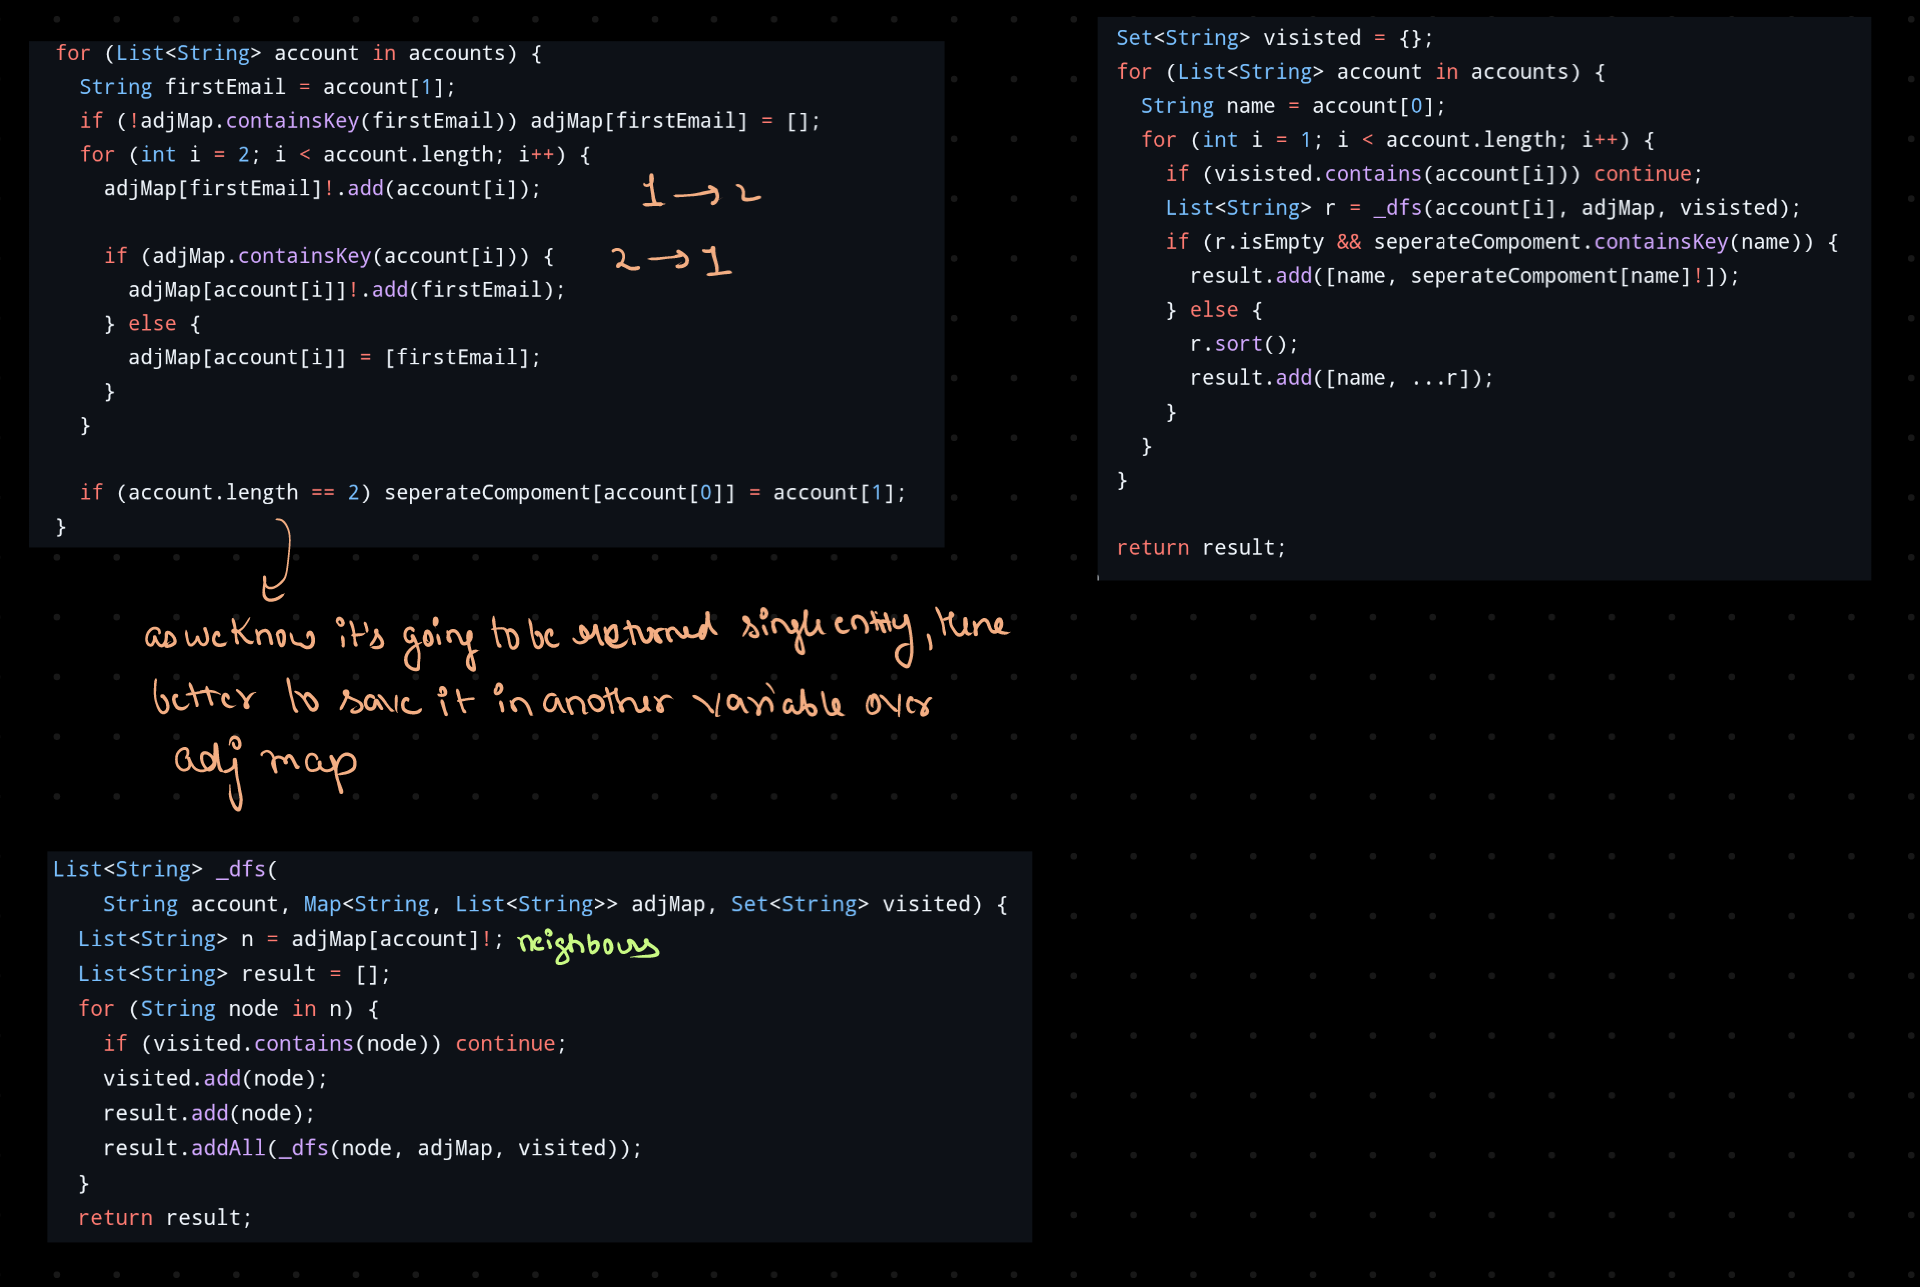 for (List<String> account in accounts) {
String firstEmail = account[1];
if (!adjMap.containsKey(firstEmail)) adjMap[firstEmail] = [];
for (int i = 2; i < account.length; i++) {
adjMap[firstEmail]!.add(account[i]);
1 → 2
if (adjMap.containsKey(account[i])) {
2 → 1
adjMap[account[i]]!.add(firstEmail);
} else {
adjMap[account[i]] = [firstEmail];
}
}
if (account.length == 2) seperateCompoment[account[0]] = account[1];
}
as we know it's going to be returned single entity, hence
better to save it in another variable over
adj map
List<String> _dfs(
String account, Map<String, List<String>> adjMap, Set<String> visited) {
List<String> n = adjMap[account]!; neighbours
List<String> result = [];
for (String node in n) {
if (visited.contains(node)) continue;
visited.add(node);
result.add(node);
result.addAll(_dfs(node, adjMap, visited));
}
return result;
Set<String> visisted = {};
for (List<String> account in accounts) {
String name = account[0];
for (int i = 1; i < account.length; i++) {
if (visisted.contains(account[i])) continue;
List<String> r = _dfs(account[i], adjMap, visisted);
if (r.isEmpty && seperateCompoment.containsKey(name)) {
result.add([name, seperateCompoment[name]!]);
} else {
r.sort();
result.add([name, ...r]);
}
}
}
return result;